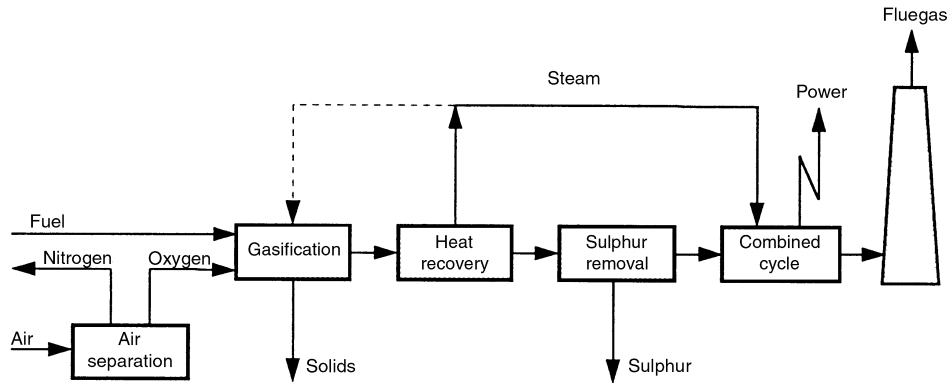 Fluegas
Steam
Power
Fuel
Gasification
Heat
recovery
Sulphur
removal
Combined
cycle
Nitrogen
Oxygen
Air
Air
separation
Solids
Sulphur